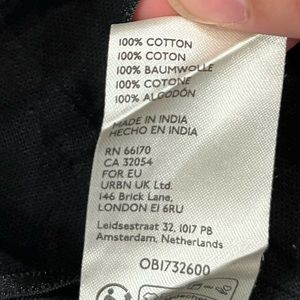 100% COTTON
100% COTON
100% BAUMWOLLE
100% COTONE
100% ALGODÓN
MADE IN INDIA
HECHO EN INDIA
RN 66170
CA 32054
FOR EU
URBN UK Ltd.
146 Brick Lane,
LONDON E1 6RU
Leidsestraat 32, 1017 PB
Amsterdam, Netherlands
OB1732600